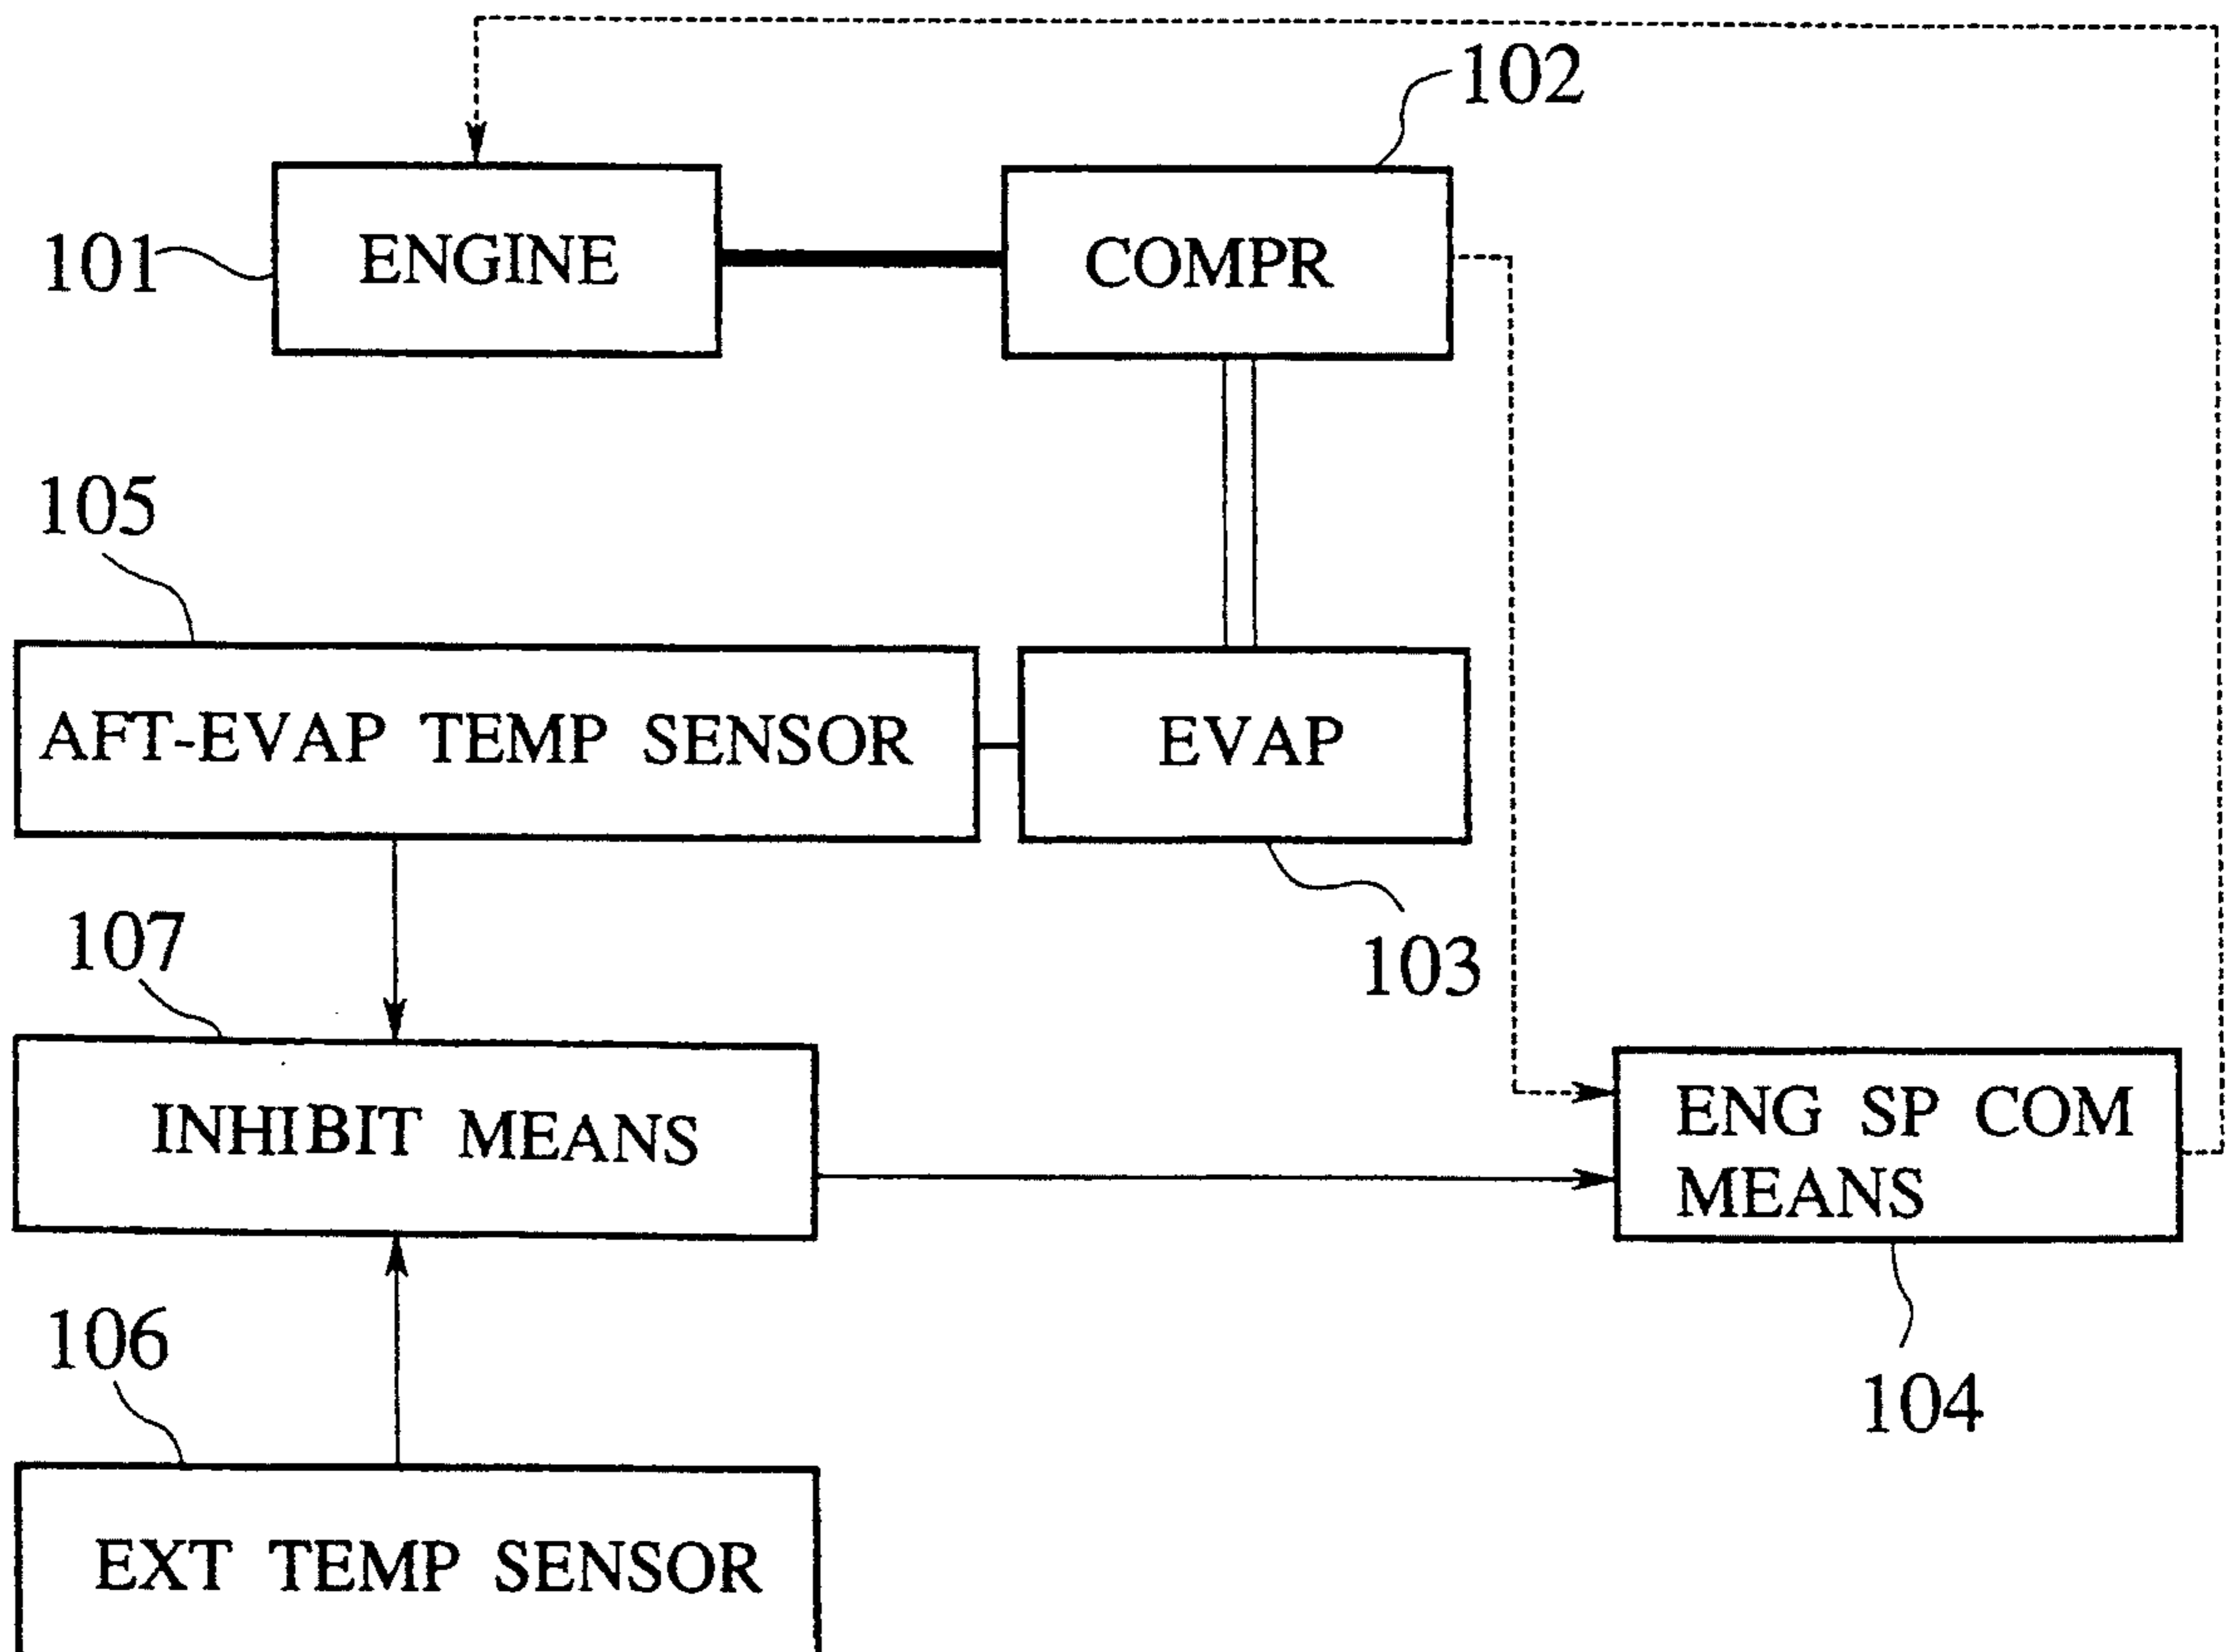 102
101
ENGINE
COMPR
105
AFT-EVAP TEMP SENSOR
EVAP
107
103
INHIBIT MEANS
ENG SP COM
MEANS
106
104
EXT TEMP SENSOR